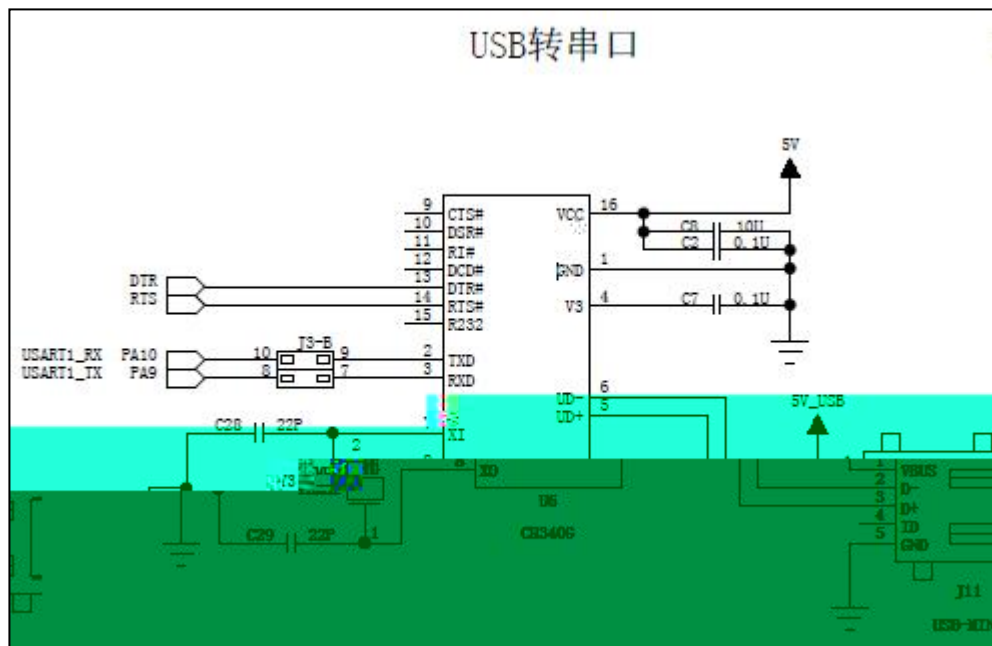 USB转串口
5V
9 CTS# VCC 16
10 DSR# C8 10U
11 RI# C2 0.1U
12 DCD# GND 1
DTR 13 DTR#
RTS 14 RTS# V3 4 C7 0.1U
15 R232
J3-B
USART1_RX PA10 10 9 2 TXD
USART1_TX PA9 8 7 3 RXD
UD- 6
UD+ 5
5V_USB
C28 22P XI
2
XO
1 VBUS
2 D-
3 D+
4 ID
5 GND
U6
CH340G
C29 22P 1
J11